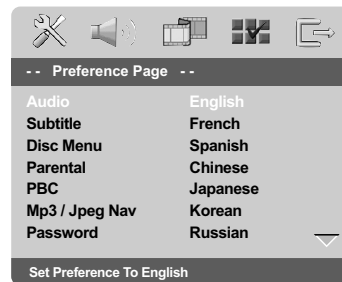 -- Preference Page --
Audio English
Subtitle French
Disc Menu Spanish
Parental Chinese
PBC Japanese
Mp3 / Jpeg Nav Korean
Password Russian
Set Preference To English